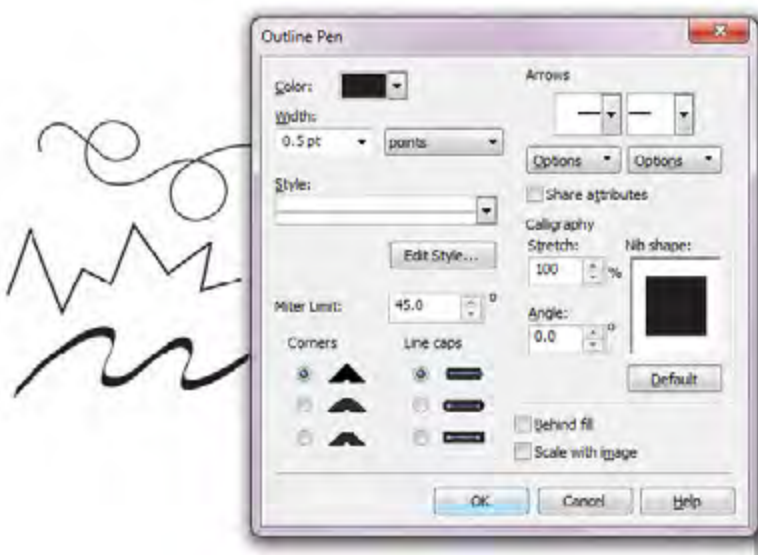 Outline Pen
Color:
Width:
0.5 pt
points
Style:
Edit Style...
Miter Limit:
45.0
°
Corners
Line caps
Arrows
Options
Options
Share attributes
Calligraphy
Stretch:
Nib shape:
100
%
Angle:
0.0
°
Default
Behind fill
Scale with image
OK
Cancel
Help